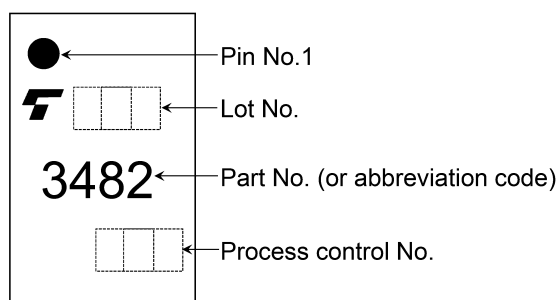 Pin No.1
Lot No.
3482 Part No. (or abbreviation code)
Process control No.